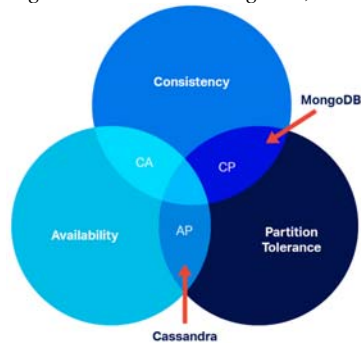 Consistency
MongoDB
CA
CP
Availability
AP
Partition
Tolerance
Cassandra